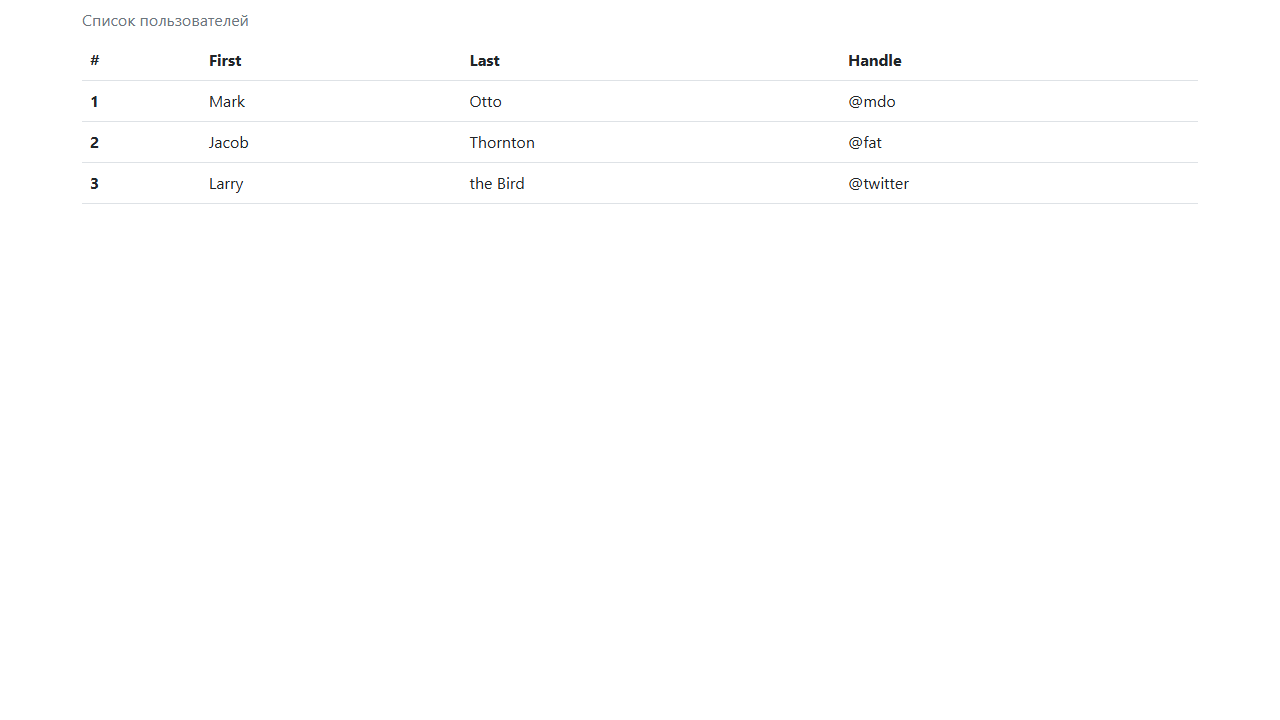 Список пользователей
# First Last Handle
1 Mark Otto @mdo
2 Jacob Thornton @fat
3 Larry the Bird @twitter